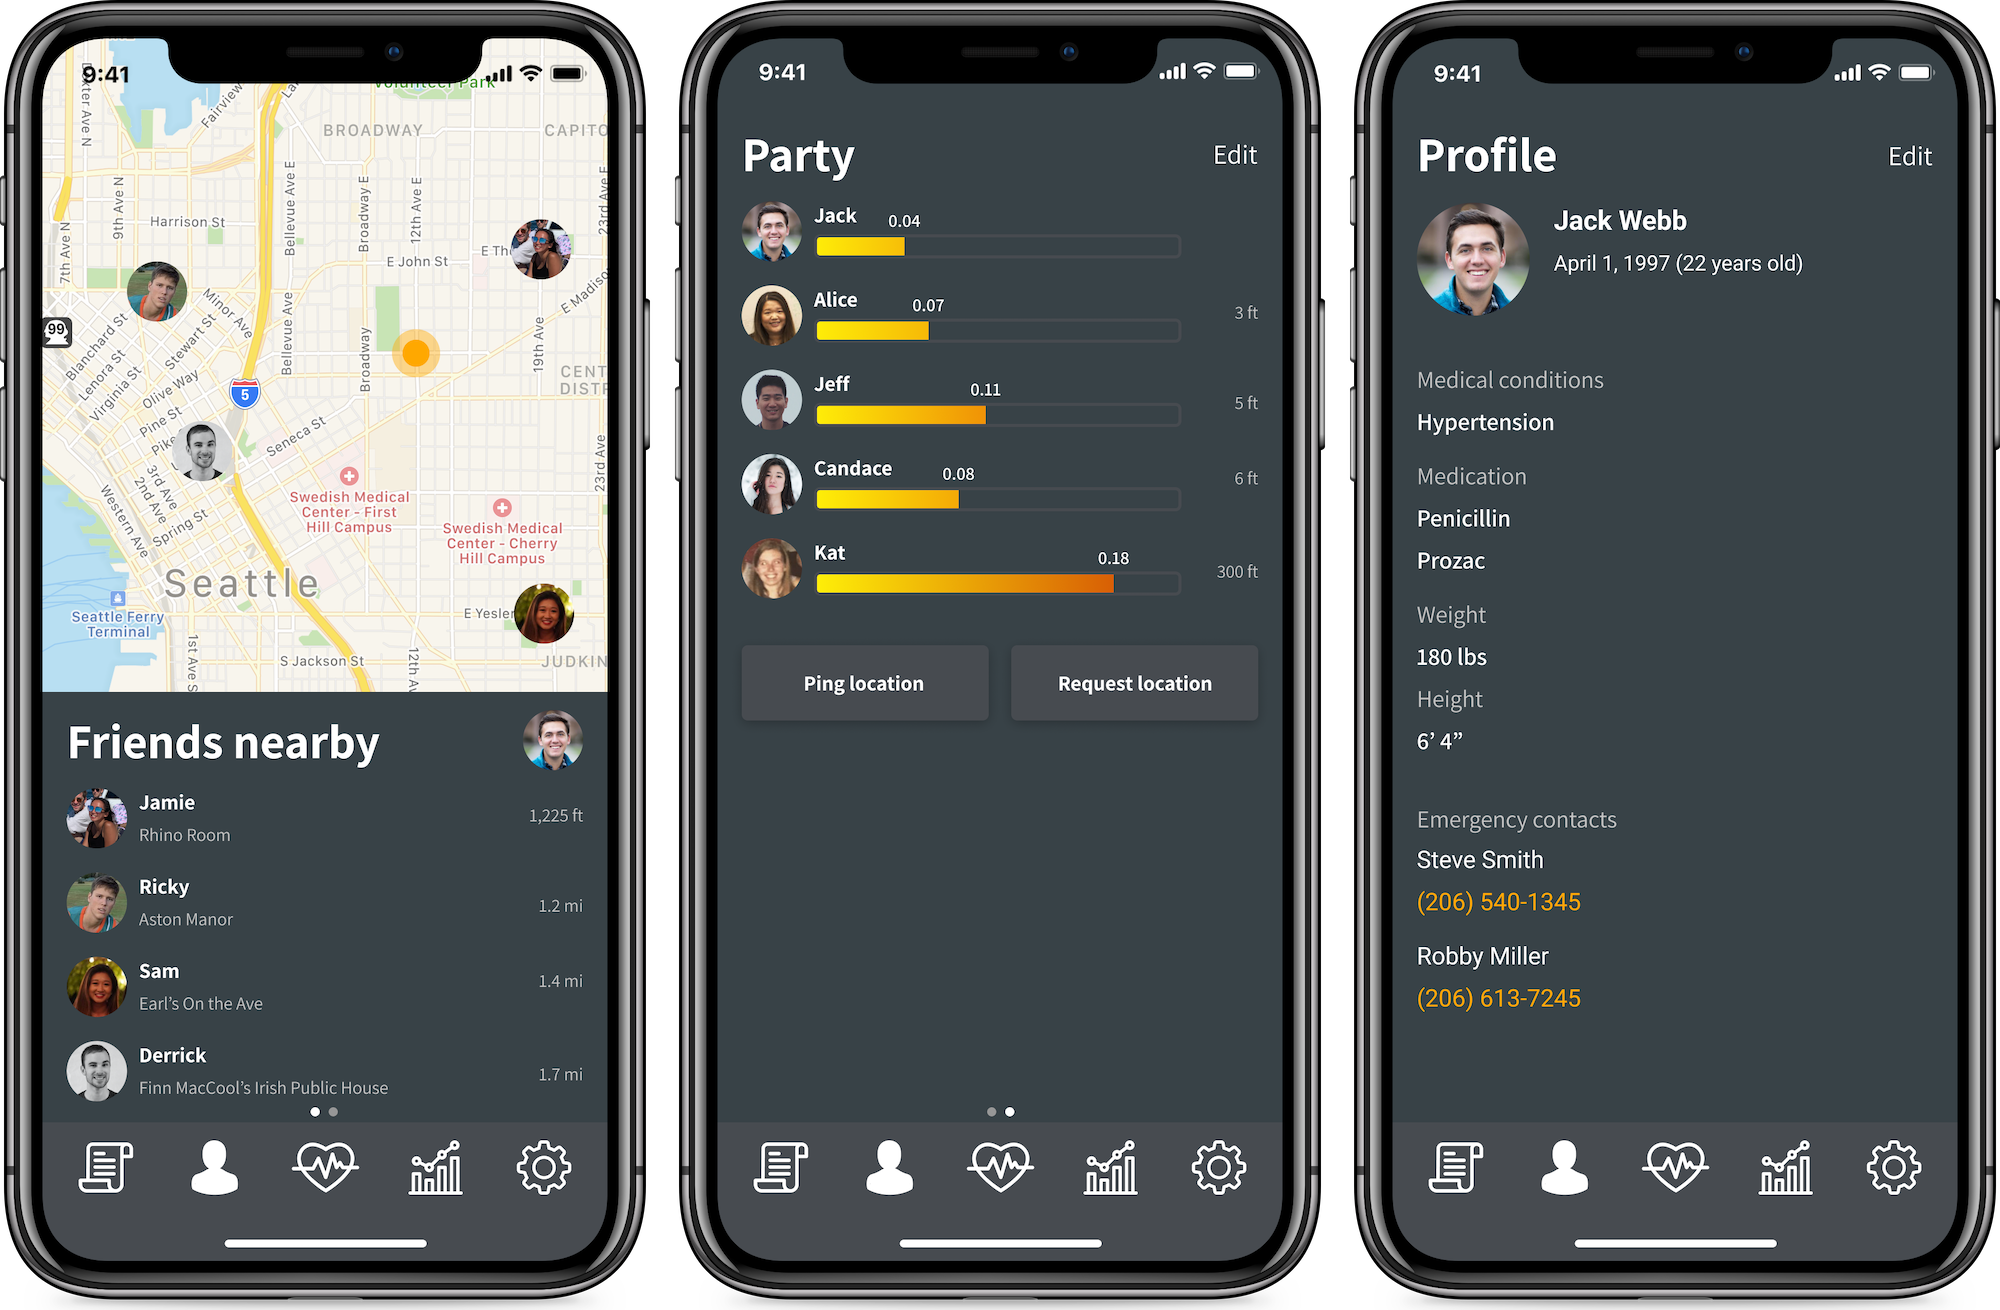 9:41
Volunteer Park
Dexter Ave N
Fairview
BROADWAY
CAPITO
9th Ave N
Harrison St
Bellevue Ave E
Broadway E
12th Ave E
23rd Ave E
7th Ave N
E John St
E Th
E Madiso
Minor Ave
99
Blanchard St
Stewart St
Lenora St
Virginia St
Olive Way
Bellevue Ave
Broadway
19th Ave
CENT
DISTR
5
Pine St
Pike
Seneca St
3rd Ave
2nd Ave
Western Ave
Spring St
23rd Ave
Swedish Medical
Center - First
Hill Campus
Swedish Medical
Center - Cherry
Hill Campus
Seattle
Seattle Ferry
Terminal
E Yesler
1st Ave S
S Jackson St
12th Av
JUDKIN
Friends nearby
Jamie
Rhino Room
1,225 ft
Ricky
Aston Manor
1.2 mi
Sam
Earl's On the Ave
1.4 mi
Derrick
Finn MacCool's Irish Public House
1.7 mi
9:41
Party
Edit
Jack
0.04
Alice
0.07
3 ft
Jeff
0.11
5 ft
Candace
0.08
6 ft
Kat
0.18
300 ft
Ping location
Request location
9:41
Profile
Edit
Jack Webb
April 1, 1997 (22 years old)
Medical conditions
Hypertension
Medication
Penicillin
Prozac
Weight
180 lbs
Height
6’ 4”
Emergency contacts
Steve Smith
(206) 540-1345
Robby Miller
(206) 613-7245